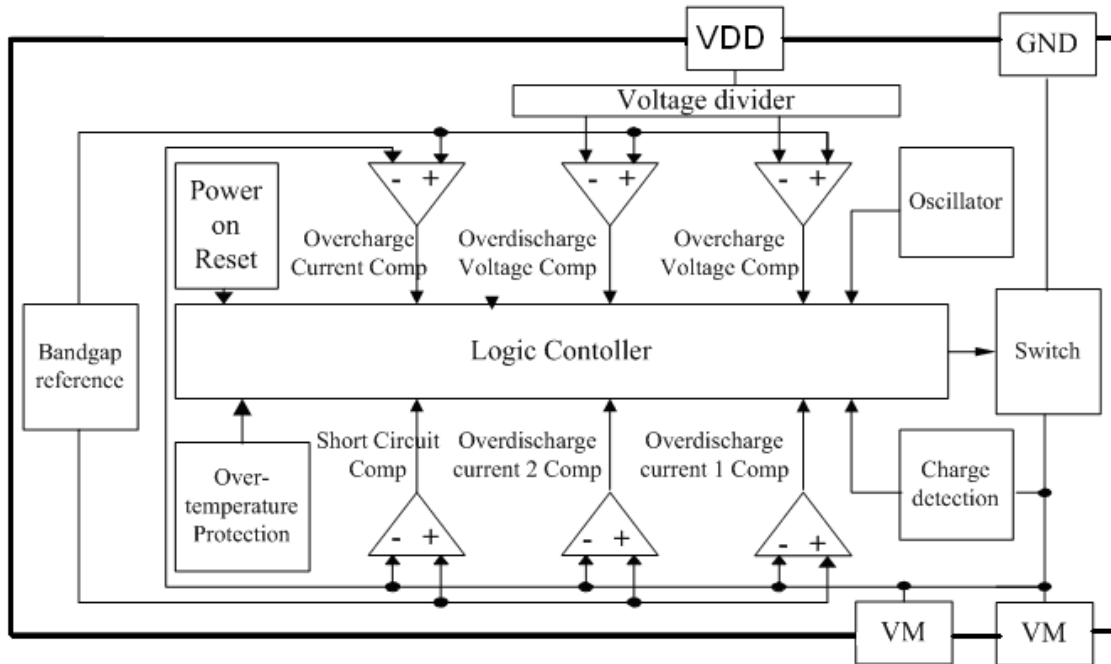 VDD
GND
Voltage divider
- +
- +
- +
Power
on
Reset
Oscillator
Overcharge
Current Comp
Overdischarge
Voltage Comp
Overcharge
Voltage Comp
Bandgap
reference
Logic Contoller
Switch
Short Circuit
Comp
Overdischarge
current 2 Comp
Overdischarge
current 1 Comp
Over-
temperature
Protection
Charge
detection
- +
- +
- +
VM
VM